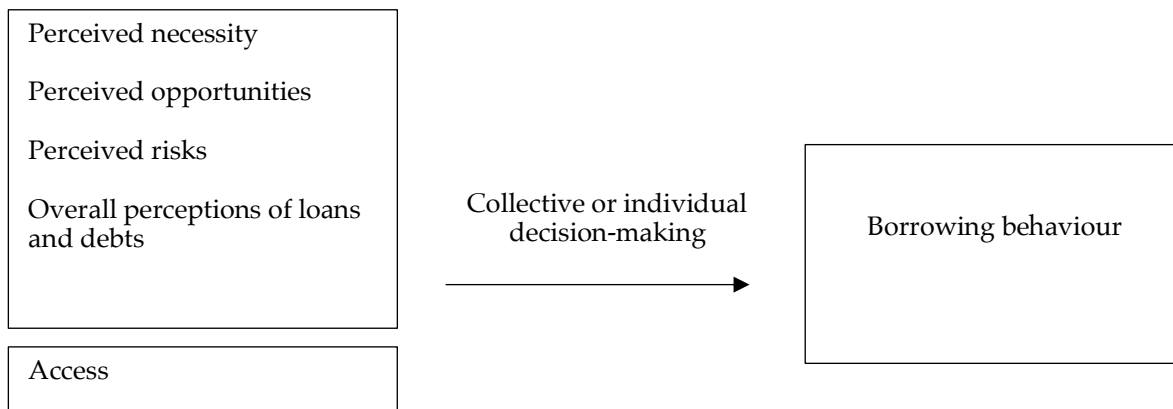 Perceived necessity
Perceived opportunities
Perceived risks
Overall perceptions of loans
and debts
Access
Collective or individual
decision-making
Borrowing behaviour